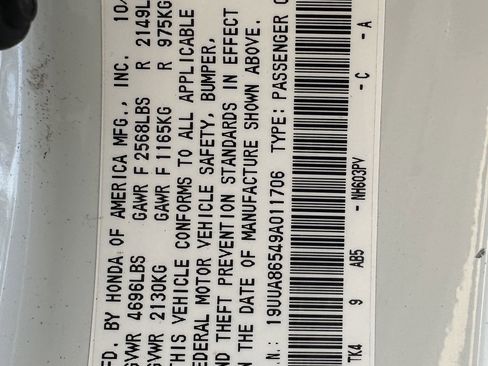 FD. BY HONDA OF AMERICA MFG., INC. 10/
GVWR 4696LBS GAWR F 2568LBS R 2149L
GVWR 2130KG GAWR F 1165KG R 975KG
THIS VEHICLE CONFORMS TO ALL APPLICABLE
FEDERAL MOTOR VEHICLE SAFETY, BUMPER,
ND THEFT PREVENTION STANDARDS IN EFFECT
N THE DATE OF MANUFACTURE SHOWN ABOVE.
.N.: 19UUA86549A011706 TYPE: PASSENGER C
TK4 9 AB5 - NH603PV - C - A